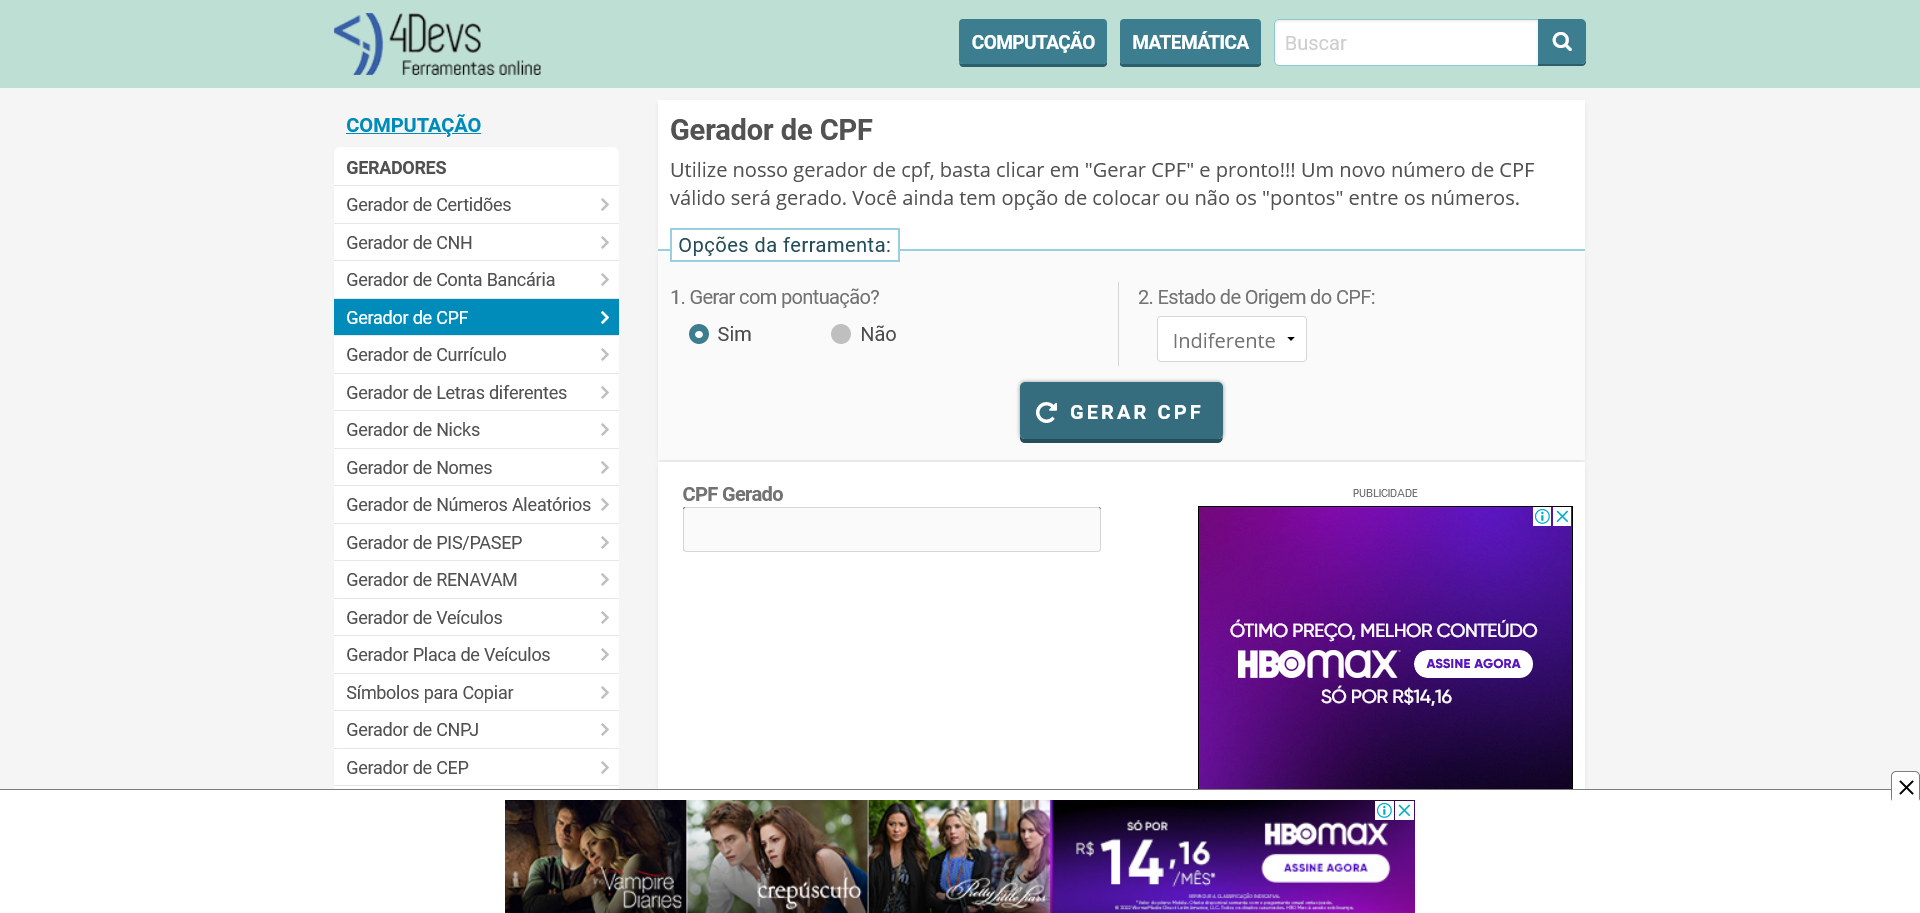 4Devs
Ferramentas online
COMPUTAÇÃO
MATEMÁTICA
Buscar
COMPUTAÇÃO
GERADORES
Gerador de Certidões
Gerador de CNH
Gerador de Conta Bancária
Gerador de CPF
Gerador de Currículo
Gerador de Letras diferentes
Gerador de Nicks
Gerador de Nomes
Gerador de Números Aleatórios
Gerador de PIS/PASEP
Gerador de RENAVAM
Gerador de Veículos
Gerador Placa de Veículos
Símbolos para Copiar
Gerador de CNPJ
Gerador de CEP
Gerador de CPF
Utilize nosso gerador de cpf, basta clicar em "Gerar CPF" e pronto!!! Um novo número de CPF
válido será gerado. Você ainda tem opção de colocar ou não os "pontos" entre os números.
Opções da ferramenta:
1. Gerar com pontuação?
Sim
Não
2. Estado de Origem do CPF:
Indiferente
GERAR CPF
CPF Gerado
PUBLICIDADE
ÓTIMO PREÇO, MELHOR CONTEÚDO
HBOMAX ASSINE AGORA
SÓ POR R$14,16
The Vampire Diaries
crepúsculo
Pretty Little Liars
SÓ POR
R$ 14,16
/MÊS*
HBOMAX
ASSINE AGORA